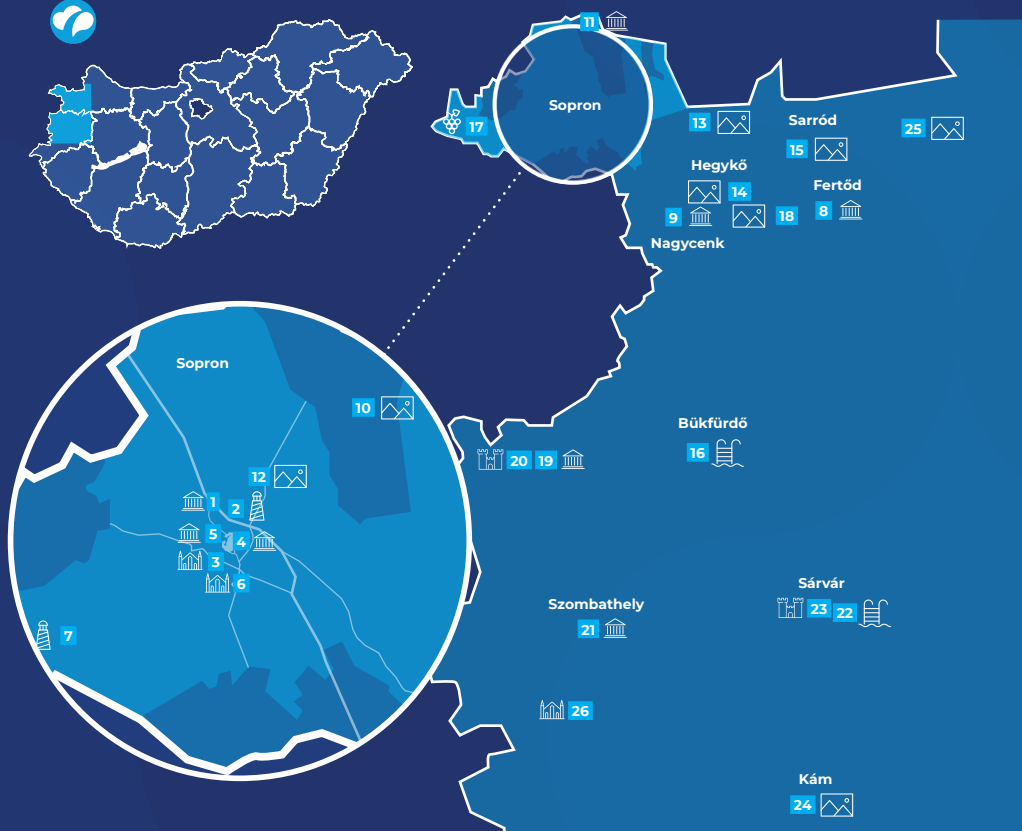 11
Sopron
17
13
Sarród
15
25
Hegykő
14
Fertőd
9
18
8
Nagycenk
Sopron
10
12
1
2
5
4
3
6
7
Bükfürdő
16
20
19
Sárvár
23
22
Szombathely
21
26
Kám
24